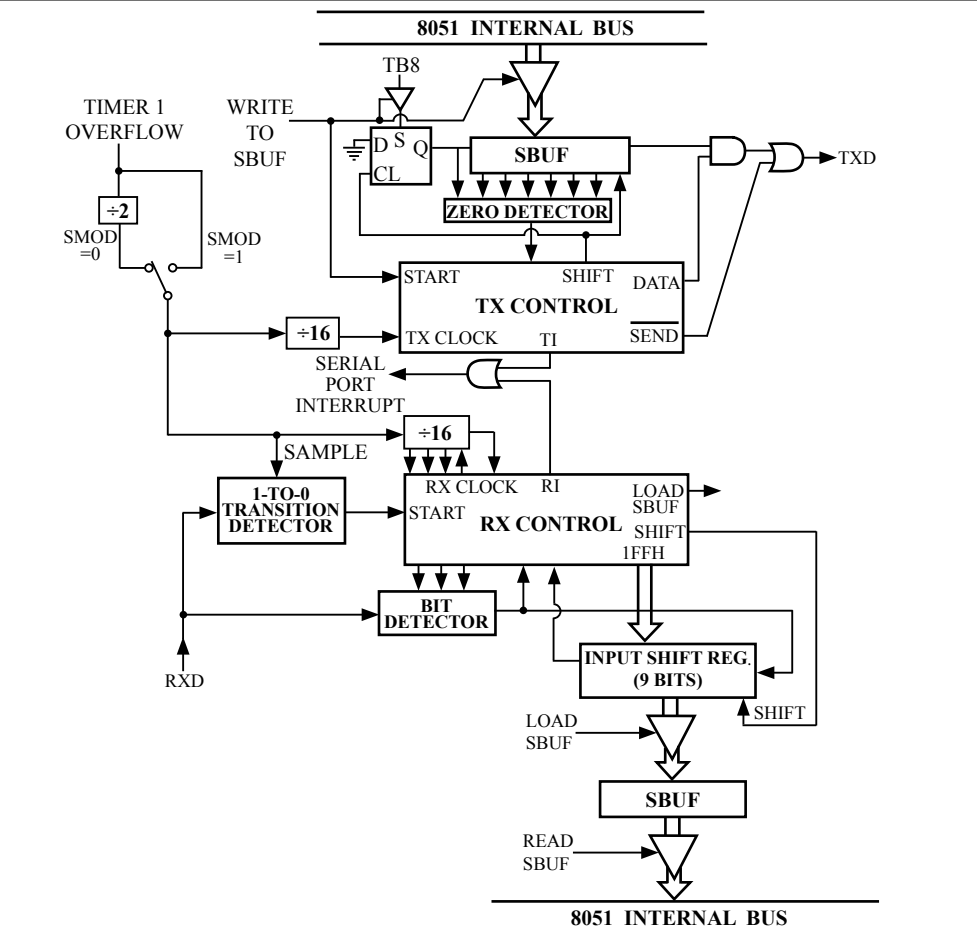 8051 INTERNAL BUS
TB8
TIMER 1
OVERFLOW
WRITE
TO
SBUF
D
S
Q
CL
SBUF
TXD
÷2
ZERO DETECTOR
SMOD
=0
SMOD
=1
START
SHIFT
DATA
TX CONTROL
÷16
TX CLOCK
TI
SEND
SERIAL
PORT
INTERRUPT
÷16
SAMPLE
RX CLOCK
RI
LOAD
SBUF
1-TO-0
TRANSITION
DETECTOR
START
RX CONTROL
SHIFT
1FFH
BIT
DETECTOR
INPUT SHIFT REG.
(9 BITS)
RXD
SHIFT
LOAD
SBUF
SBUF
READ
SBUF
8051 INTERNAL BUS